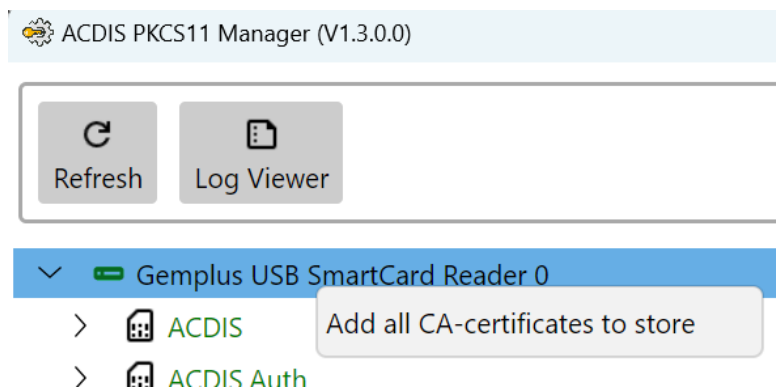 ACDIS PKCS11 Manager (V1.3.0.0)
Refresh
Log Viewer
Gemplus USB SmartCard Reader 0
ACDIS
Add all CA-certificates to store
ACDIS Auth